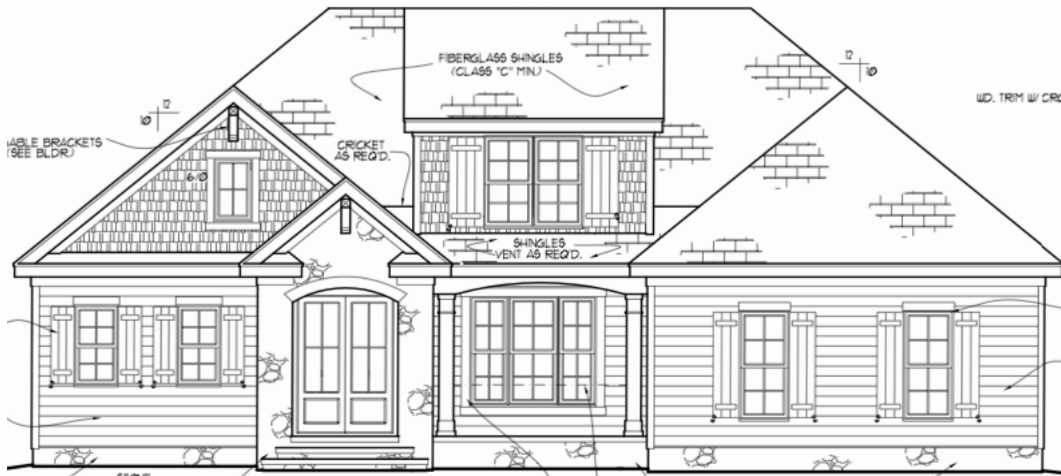 FIBERGLASS SHINGLES
(CLASS "C" MIN.)
12
10
WD. TRIM W/ CRO
12
10
ABLE BRACKETS
(SEE BLDR.)
CRICKET
AS REQ'D.
6/0
SHINGLES
VENT AS REQ'D.